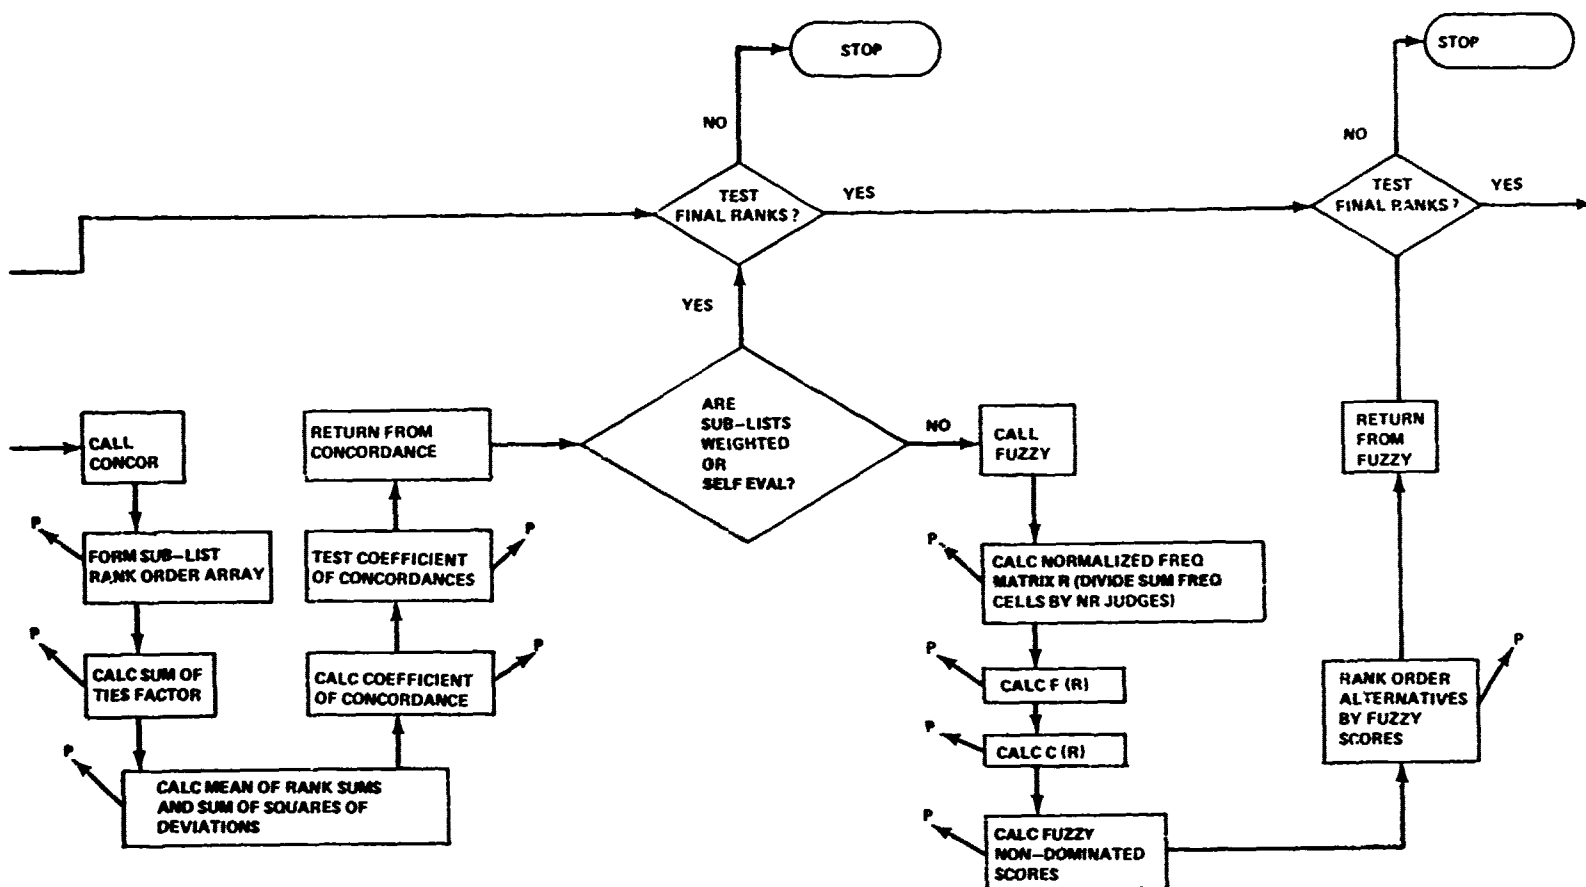 STOP
STOP
NO
NO
TEST
FINAL RANKS?
YES
TEST
FINAL RANKS?
YES
YES
CALL
CONCOR
RETURN FROM
CONCORDANCE
ARE
SUB-LISTS
WEIGHTED
OR
SELF EVAL?
NO
CALL
FUZZY
RETURN
FROM
FUZZY
P
FORM SUB-LIST
RANK ORDER ARRAY
TEST COEFFICIENT
OF CONCORDANCES
P
P
CALC NORMALIZED FREQ
MATRIX R (DIVIDE SUM FREQ
CELLS BY NR JUDGES)
P
CALC SUM OF
TIES FACTOR
CALC COEFFICIENT
OF CONCORDANCE
P
P
CALC F (R)
RANK ORDER
ALTERNATIVES
BY FUZZY
SCORES
P
P
CALC C (R)
P
CALC MEAN OF RANK SUMS
AND SUM OF SQUARES OF
DEVIATIONS
P
CALC FUZZY
NON-DOMINATED
SCORES